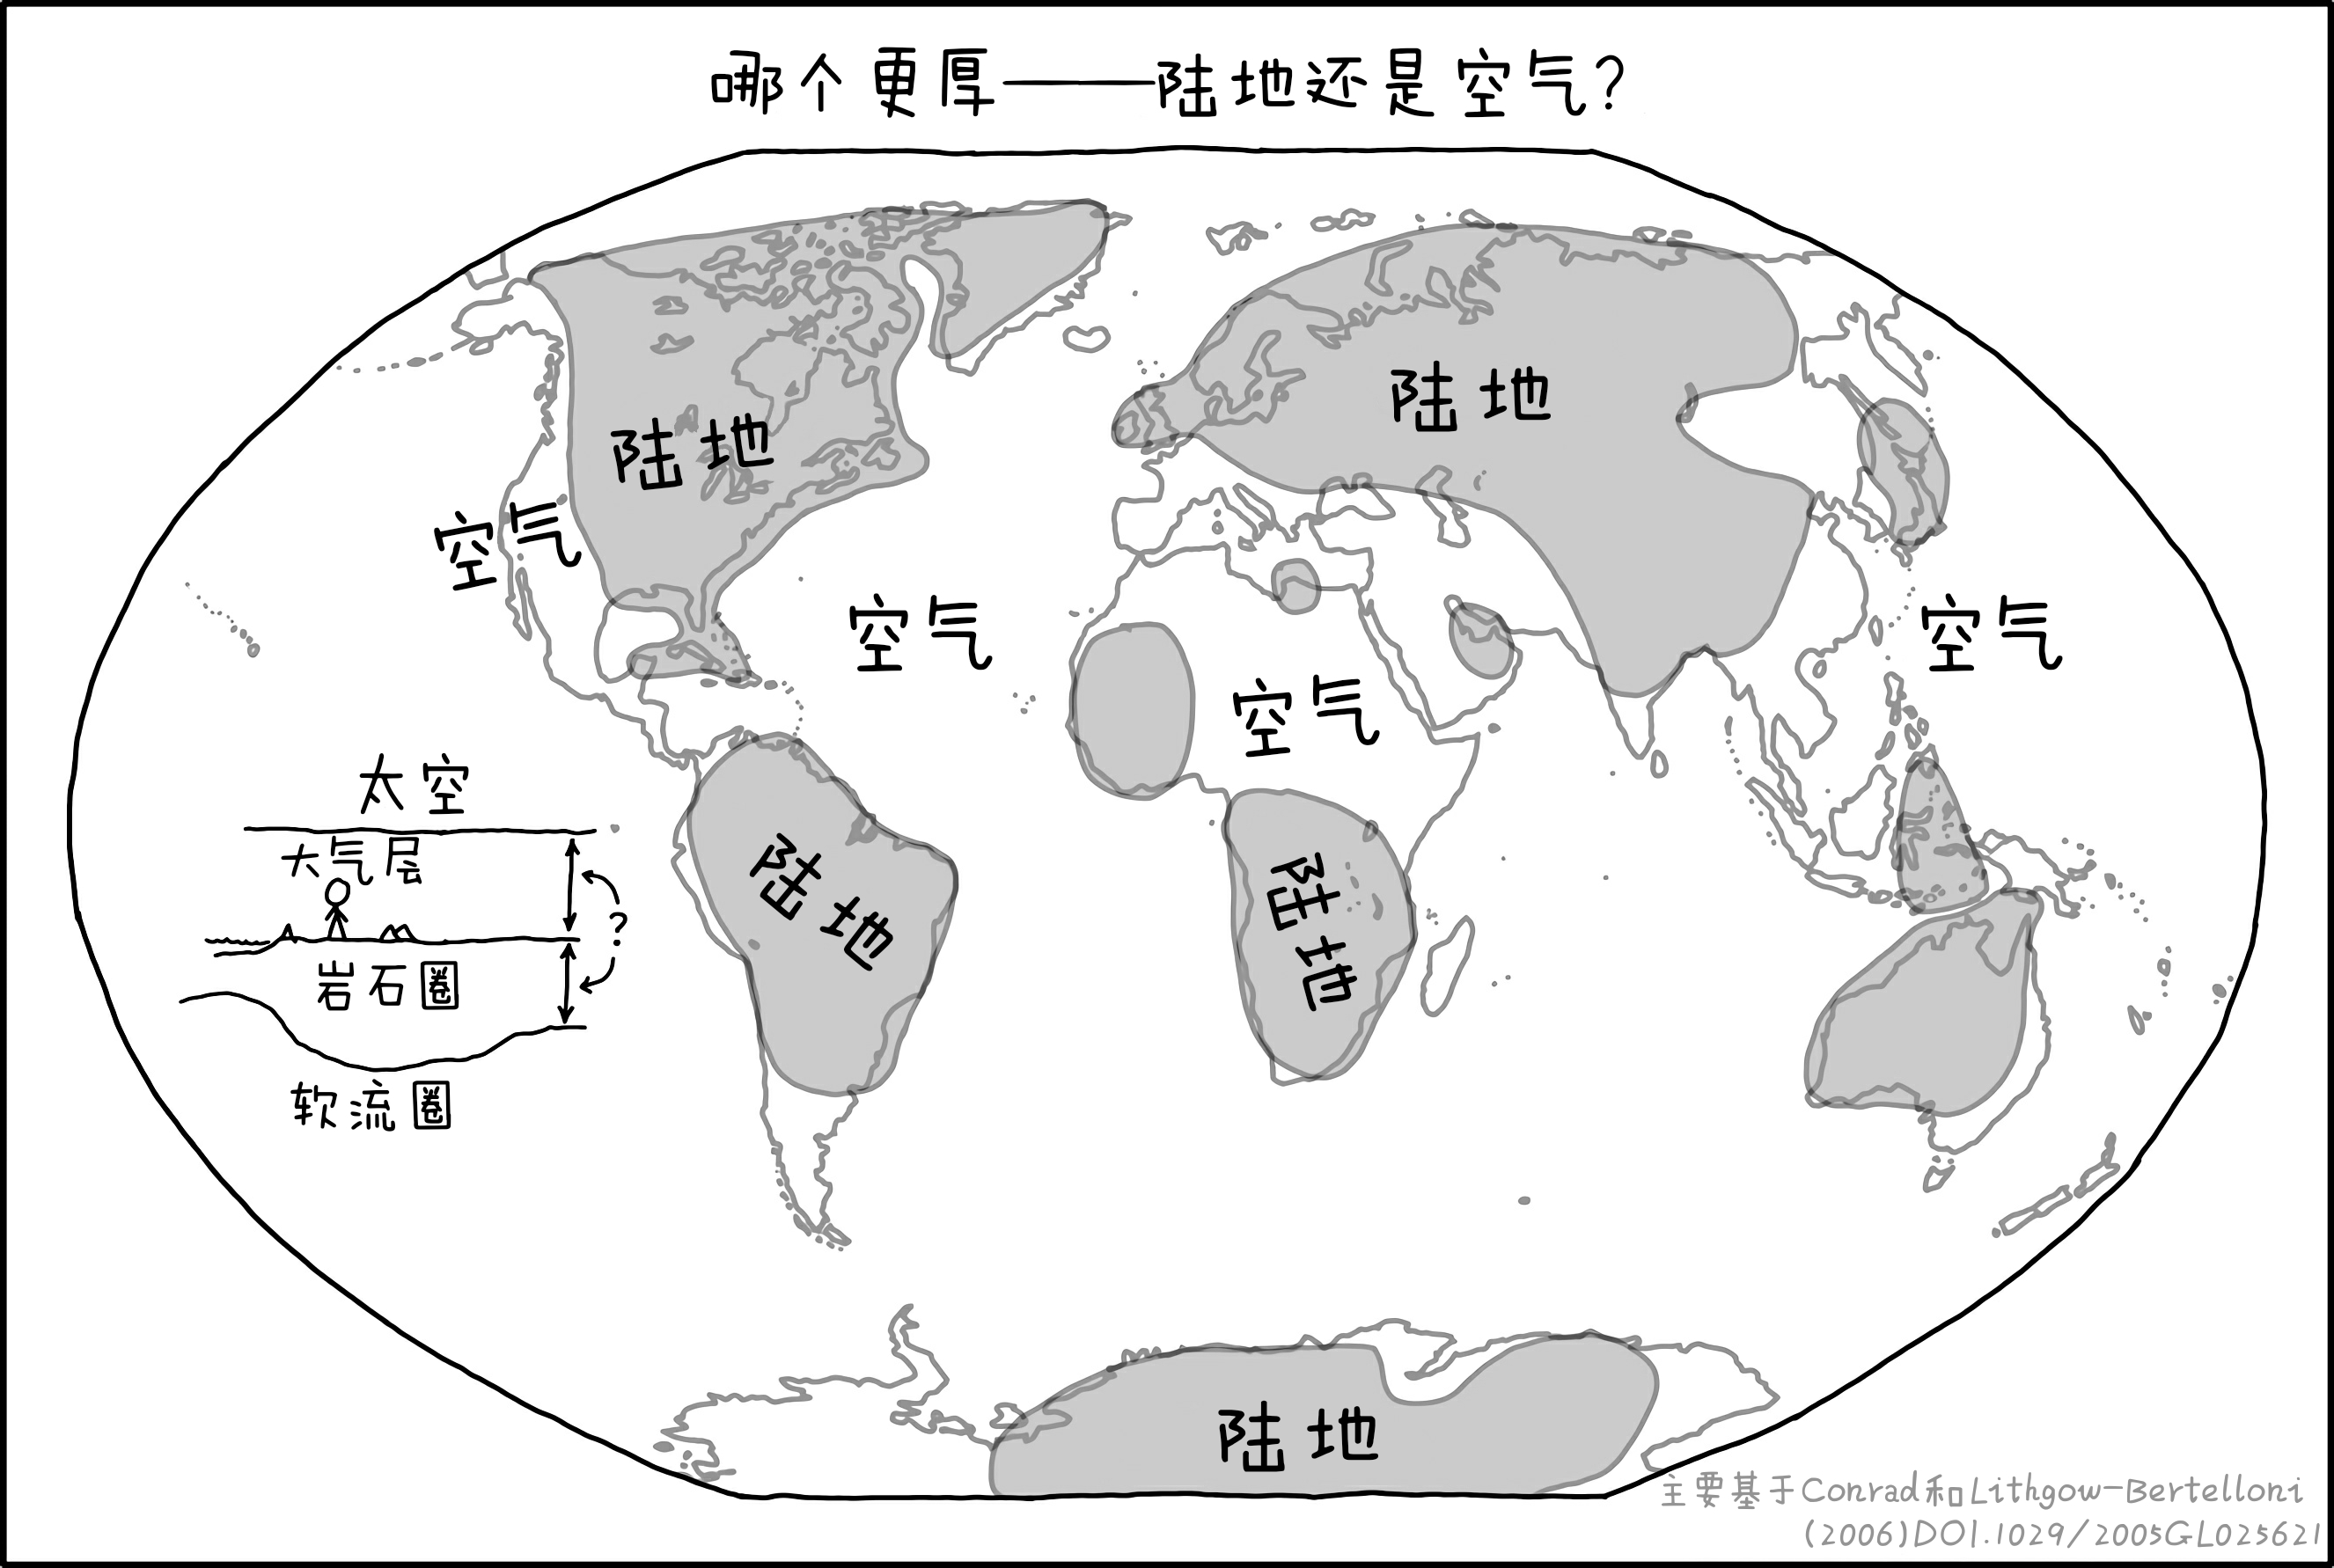 哪个更厚——陆地还是空气?
陆地
陆地
空气
空气
空气
空气
陆地
陆地
太空
大气层
?
岩石圈
软流圈
陆地
主要基于Conrad和Lithgow-Bertelloni
(2006)DOI.1029/2005GL025621